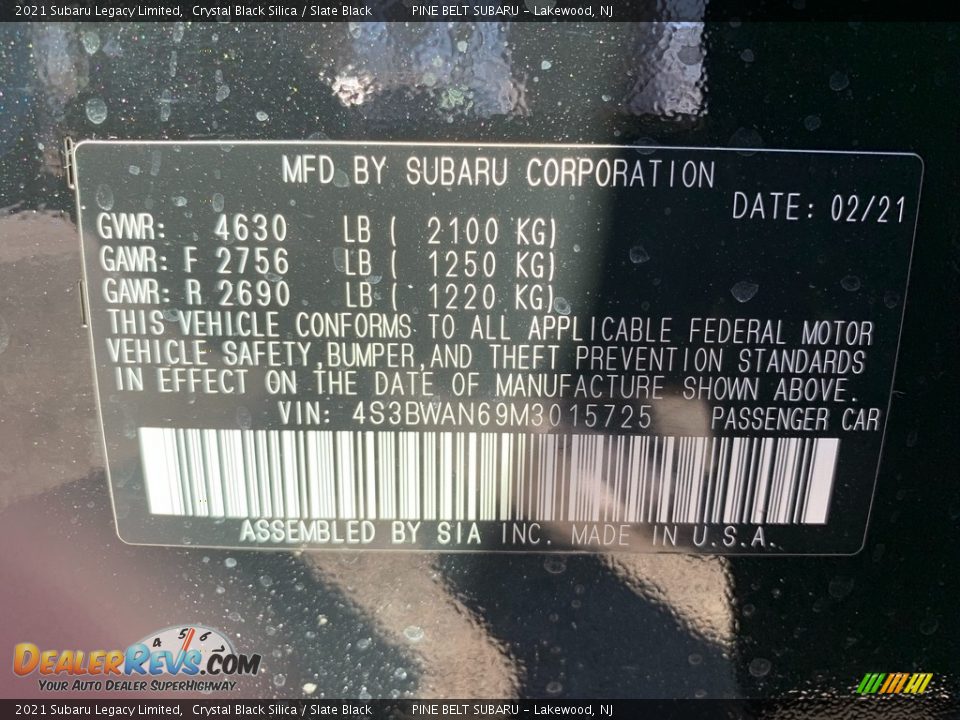 2021 Subaru Legacy Limited, Crystal Black Silica / Slate Black PINE BELT SUBARU - Lakewood, NJ
MFD BY SUBARU CORPORATION
DATE: 02/21
GVWR: 4630 LB ( 2100 KG)
GAWR: F 2756 LB ( 1250 KG)
GAWR: R 2690 LB ( 1220 KG)
THIS VEHICLE CONFORMS TO ALL APPLICABLE FEDERAL MOTOR
VEHICLE SAFETY,BUMPER,AND THEFT PREVENTION STANDARDS
IN EFFECT ON THE DATE OF MANUFACTURE SHOWN ABOVE.
VIN: 4S3BWAN69M3015725 PASSENGER CAR
ASSEMBLED BY SIA INC. MADE IN U.S.A.
4 5 6
DEALERREVS.COM
YOUR AUTO DEALER SUPERHIGHWAY
2021 Subaru Legacy Limited, Crystal Black Silica / Slate Black PINE BELT SUBARU - Lakewood, NJ